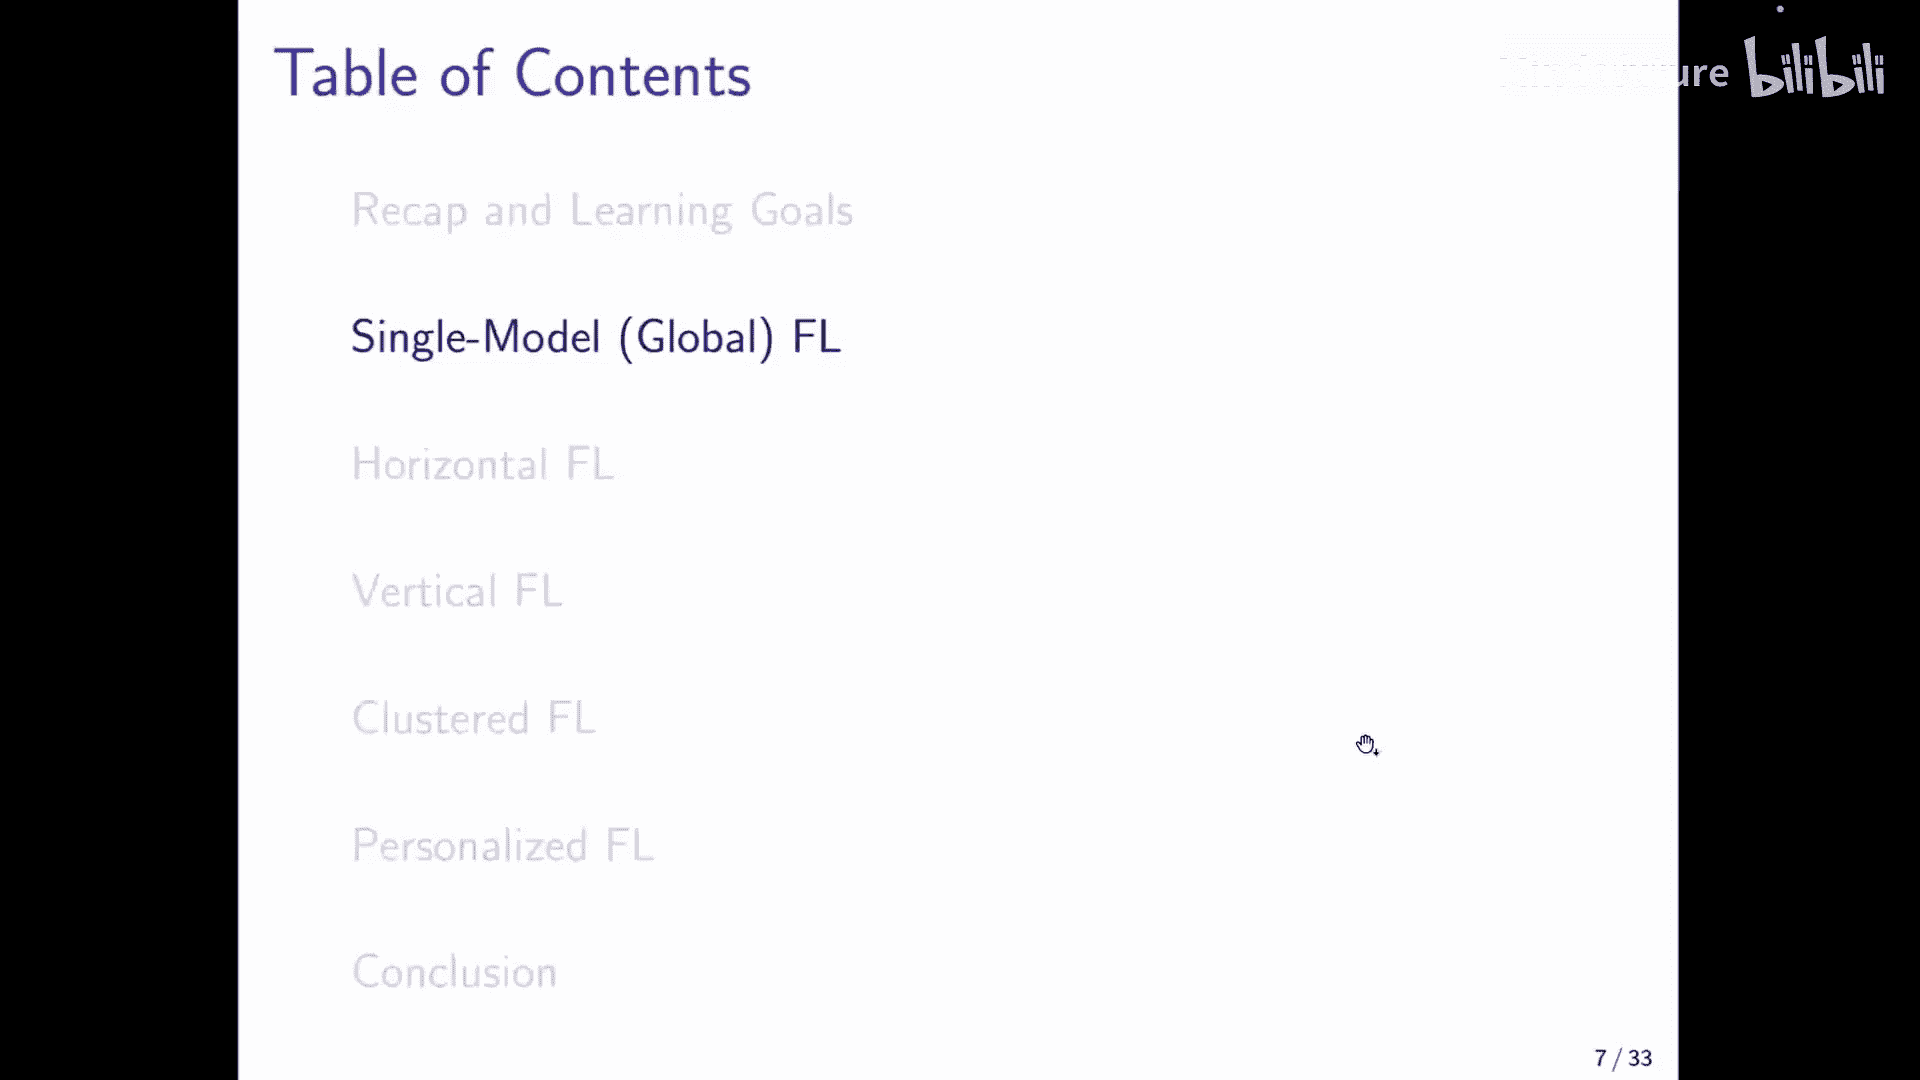 Table of Contents
bilibili
Recap and Learning Goals
Single-Model (Global) FL
Horizontal FL
Vertical FL
Clustered FL
Personalized FL
Conclusion
7 / 33